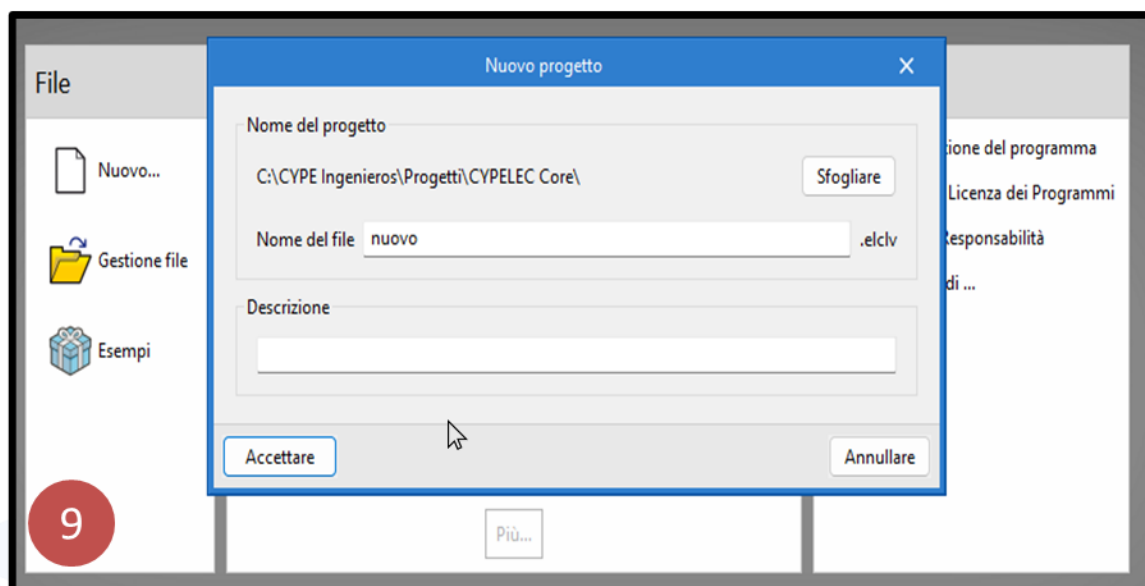 File
Nuovo...
Gestione file
Esempi
9
Nuovo progetto
Nome del progetto
C:\CYPE Ingenieros\Progetti\CYPELEC Core\
Sfogliare
Nome del file nuovo .elclv
Descrizione
Accettare
Annullare
Più...
ione del programma
Licenza dei Programmi
Responsabilità
di ...